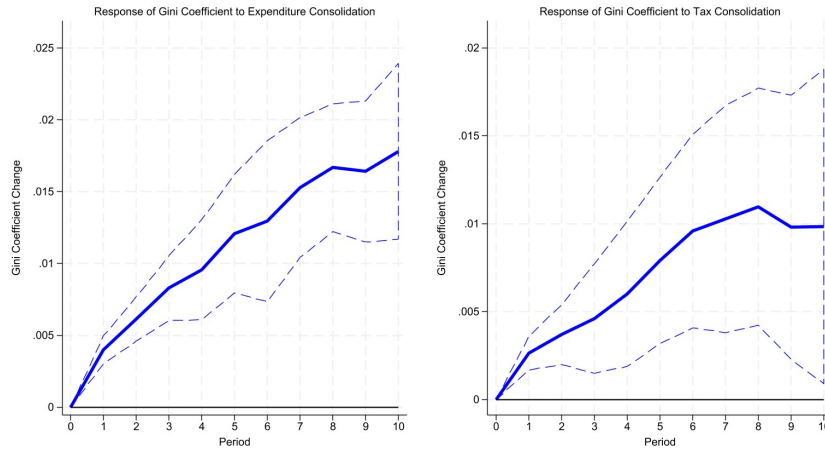 Response of Gini Coefficient to Expenditure Consolidation
Gini Coefficient Change
.025
.02
.015
.01
.005
0
0 1 2 3 4 5 6 7 8 9 10
Period
Response of Gini Coefficient to Tax Consolidation
Gini Coefficient Change
.02
.015
.01
.005
0
0 1 2 3 4 5 6 7 8 9 10
Period